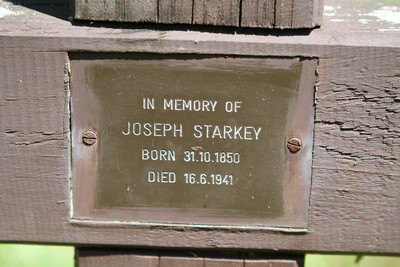 IN MEMORY OF
JOSEPH STARKEY
BORN 31.10.1850
DIED 16.6.1941